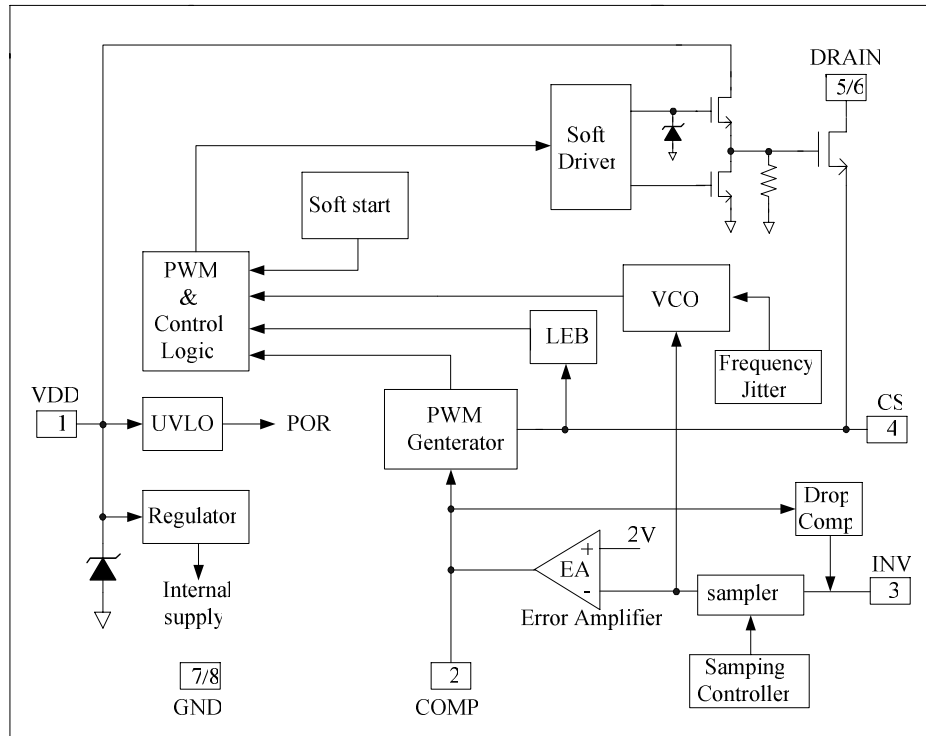 DRAIN
5/6
Soft
Driver
Soft start
PWM
&
Control
Logic
VCO
LEB
Frequency
Jitter
VDD
1
UVLO
POR
PWM
Genterator
CS
4
Regulator
Drop
Comp
2V
+
EA
-
INV
3
sampler
Internal
supply
Error Amplifier
7/8
GND
2
COMP
Samping
Controller